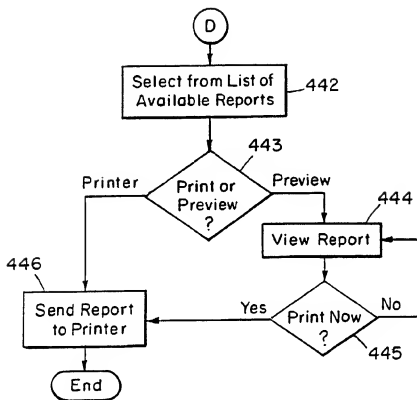 D
Select from List of
Available Reports
442
443
Printer
Print or
Preview
?
Preview
444
View Report
446
Send Report
to Printer
Yes
Print Now
?
No
445
End